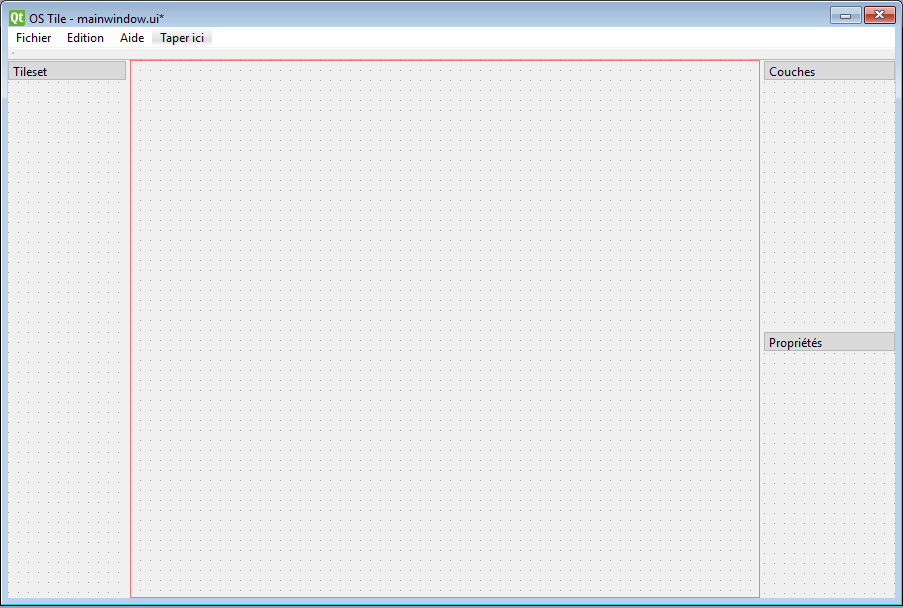 Qt OS Tile - mainwindow.ui*
Fichier Edition Aide Taper ici
Tileset
Couches
Propriétés